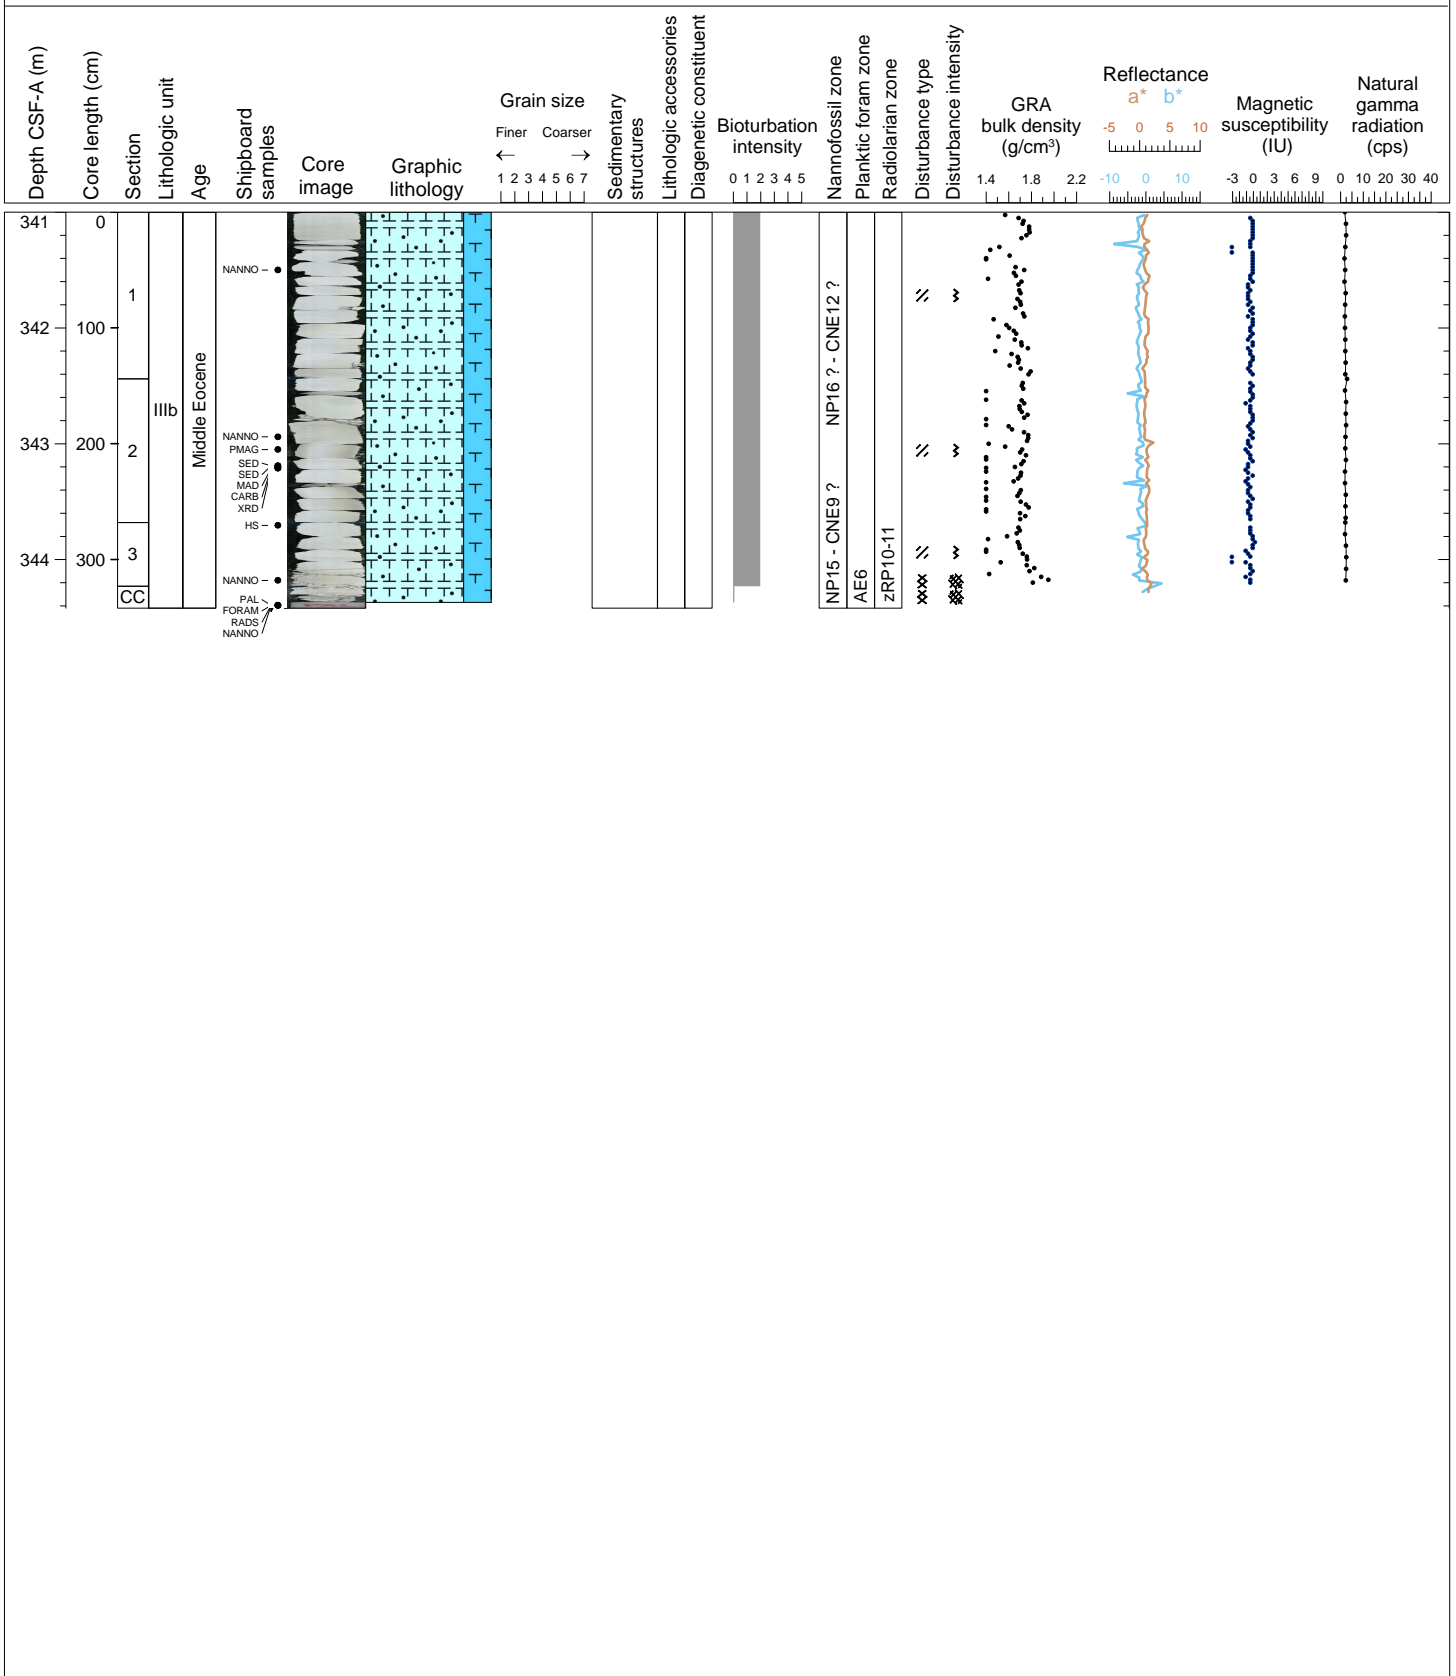 Depth CSF-A (m)
Core length (cm)
Section
Lithologic unit
Age
Shipboard
samples
Core
image
Graphic
lithology
Grain size
Finer Coarser
← →
1 2 3 4 5 6 7
Sedimentary
structures
Lithologic accessories
Diagenetic constituent
Bioturbation
intensity
0 1 2 3 4 5
Nannofossil zone
Planktic foram zone
Radiolarian zone
Disturbance type
Disturbance intensity
GRA
bulk density
(g/cm³)
1.4 1.8 2.2
Reflectance
a* b*
-5 0 5 10
-10 0 10
Magnetic
susceptibility
(IU)
-3 0 3 6 9
Natural
gamma
radiation
(cps)
0 10 20 30 40
341
342
343
344
0
100
200
300
1
2
3
CC
IIIb
Middle Eocene
NANNO
NANNO
PMAG
SED
SED
MAD
CARB
XRD
HS
NANNO
PAL
FORAM
RADS
NANNO
NP16 ? - CNE12 ?
NP15 - CNE9 ?
AE6
zRP10-11